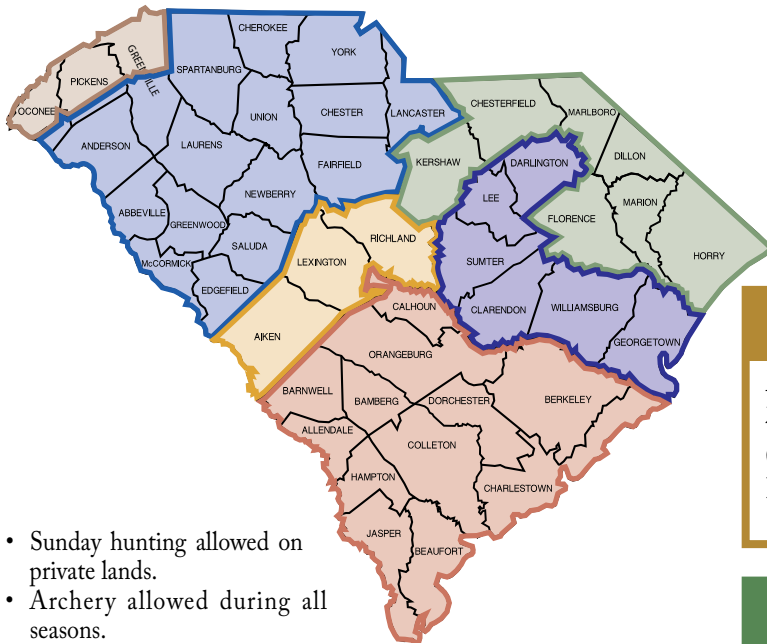 CHEROKEE
YORK
GREENVILLE
SPARTANBURG
PICKENS
OCONEE
UNION
CHESTER
LANCASTER
CHESTERFIELD
MARLBORO
ANDERSON
LAURENS
FAIRFIELD
KERSHAW
DARLINGTON
DILLON
NEWBERRY
LEE
MARION
ABBEVILLE
GREENWOOD
FLORENCE
RICHLAND
SALUDA
HORRY
McCORMICK
LEXINGTON
SUMTER
EDGEFIELD
CALHOUN
CLARENDON
WILLIAMSBURG
AIKEN
GEORGETOWN
ORANGEBURG
BARNWELL
BAMBERG
DORCHESTER
BERKELEY
ALLENDALE
COLLETON
HAMPTON
CHARLESTOWN
JASPER
BEAUFORT
• Sunday hunting allowed on
private lands.
• Archery allowed during all
seasons.